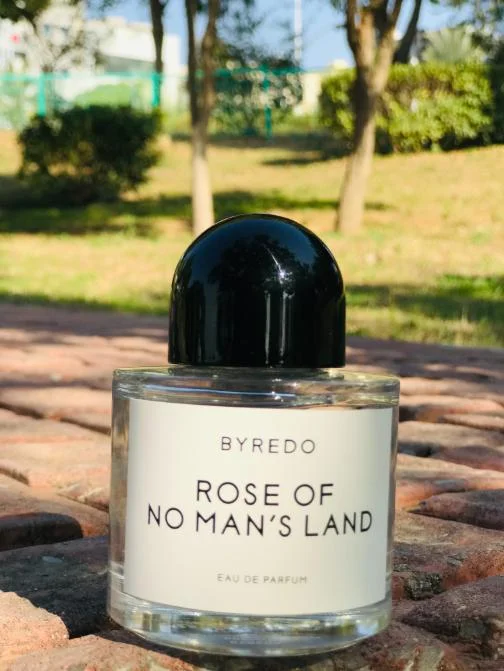 BYREDO
ROSE OF
NO MAN'S LAND
EAU DE PARFUM